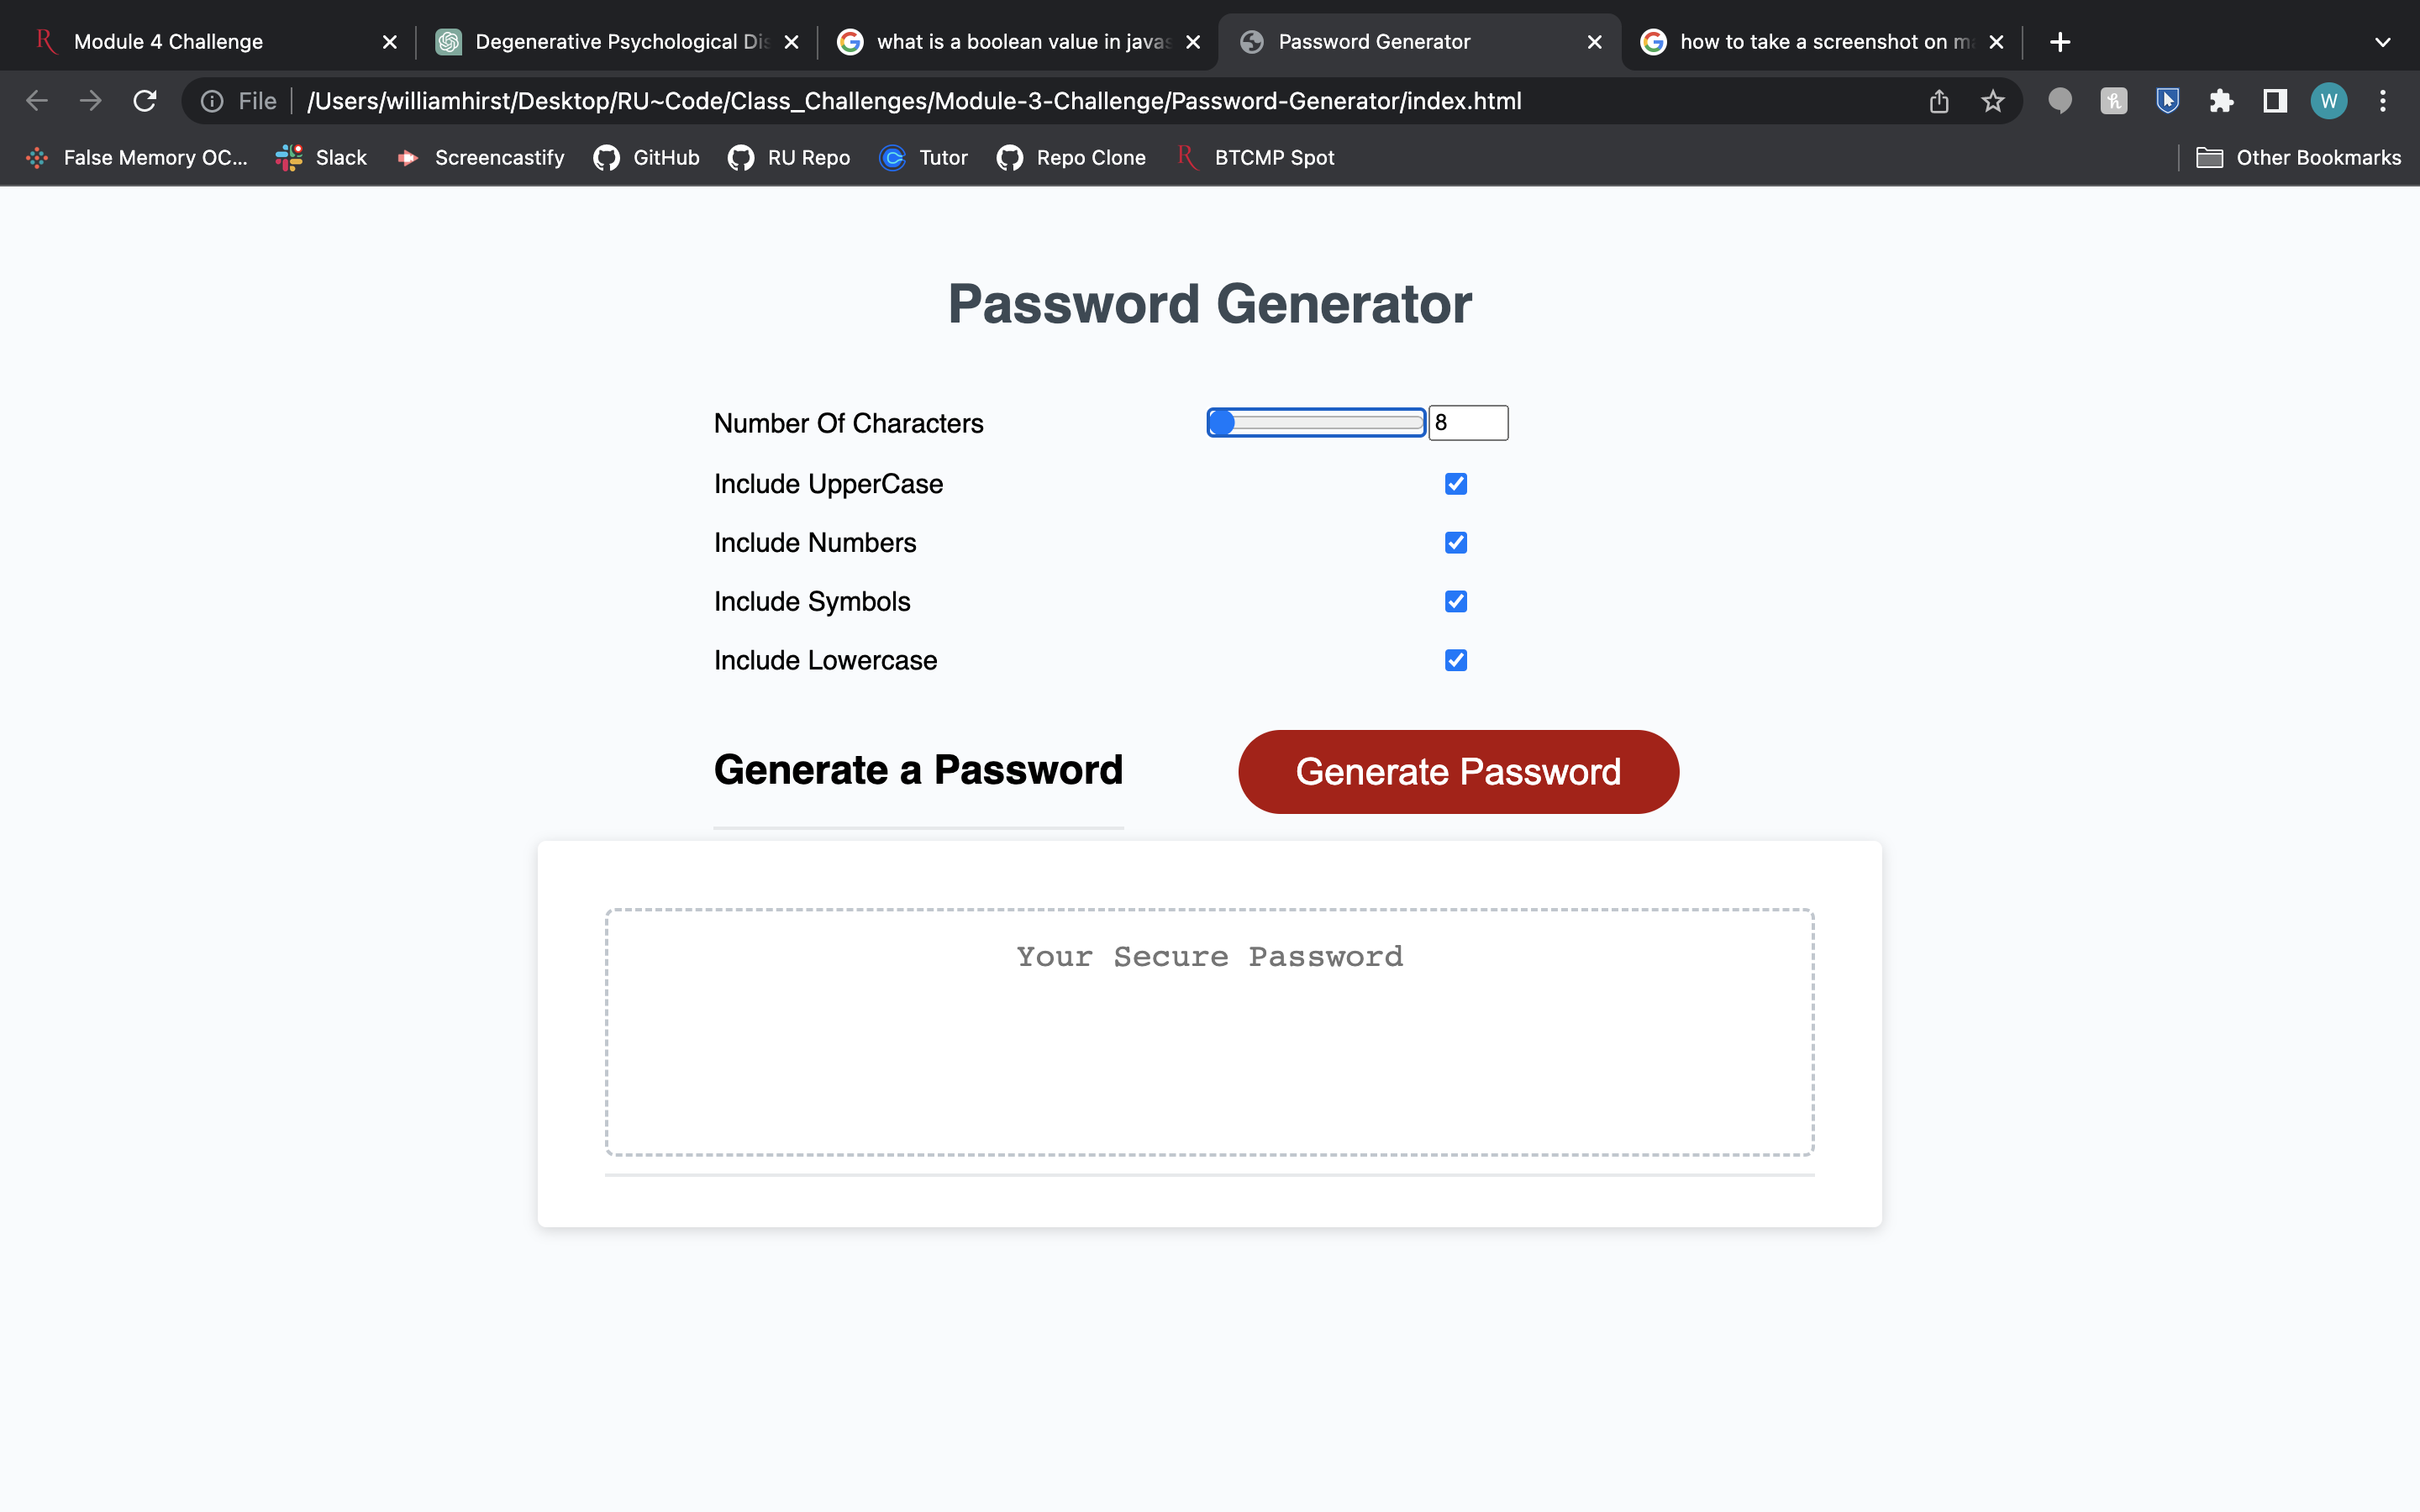 Module 4 Challenge
Degenerative Psychological Dis
what is a boolean value in javas
Password Generator
how to take a screenshot on m
File /Users/williamhirst/Desktop/RU~Code/Class_Challenges/Module-3-Challenge/Password-Generator/index.html
W
False Memory OC...
Slack
Screencastify
GitHub
RU Repo
Tutor
Repo Clone
BTCMP Spot
Other Bookmarks
Password Generator
Number Of Characters 8
Include UpperCase
Include Numbers
Include Symbols
Include Lowercase
Generate a Password
Generate Password
Your Secure Password